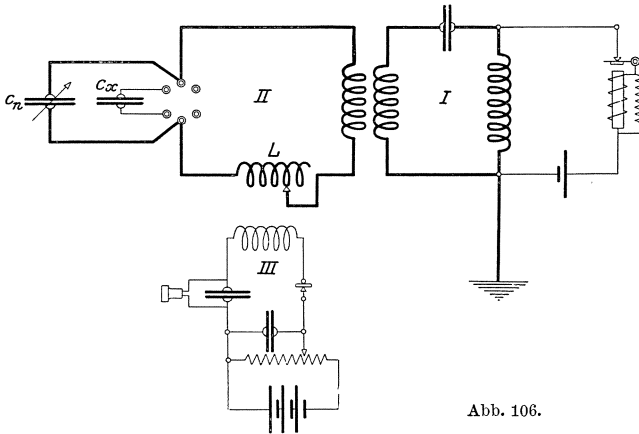 C_n
C_x
II
I
L
III
Abb. 106.